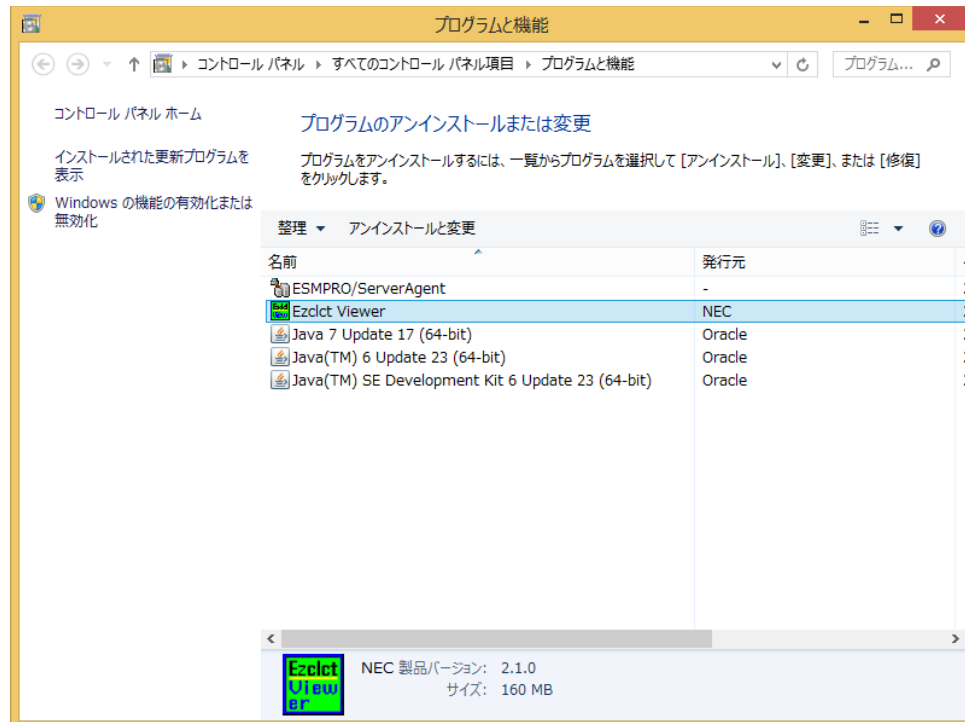 プログラムと機能
コントロール パネル ▸ すべてのコントロール パネル項目 ▸ プログラムと機能
プログラム...
コントロール パネル ホーム
インストールされた更新プログラムを
表示
Windows の機能の有効化または
無効化
プログラムのアンインストールまたは変更
プログラムをアンインストールするには、一覧からプログラムを選択して [アンインストール]、[変更]、または [修復]
をクリックします。
整理 ▼ アンインストールと変更
名前 発行元
ESMPRO/ServerAgent -
Ezclct Viewer NEC
Java 7 Update 17 (64-bit) Oracle
Java(TM) 6 Update 23 (64-bit) Oracle
Java(TM) SE Development Kit 6 Update 23 (64-bit) Oracle
Ezclct
View
er
NEC 製品バージョン: 2.1.0
サイズ: 160 MB